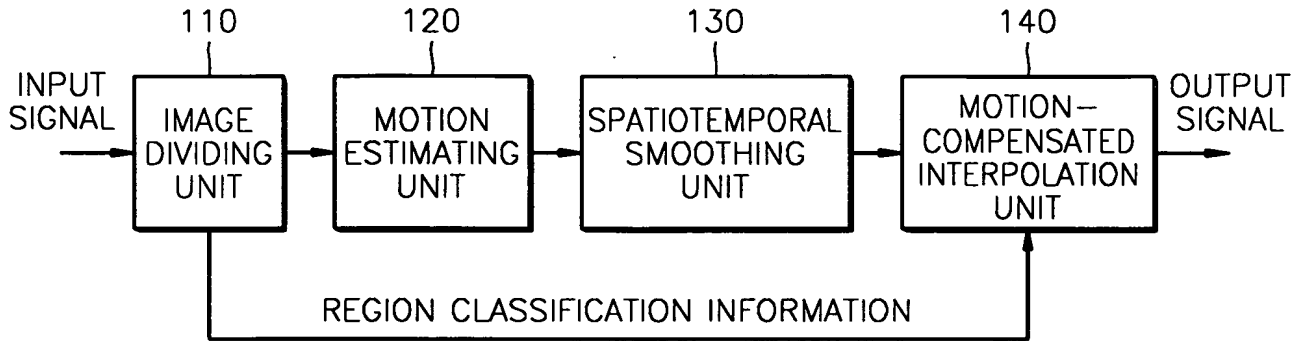 110
120
130
140
INPUT
SIGNAL
IMAGE
DIVIDING
UNIT
MOTION
ESTIMATING
UNIT
SPATIOTEMPORAL
SMOOTHING
UNIT
MOTION-
COMPENSATED
INTERPOLATION
UNIT
OUTPUT
SIGNAL
REGION CLASSIFICATION INFORMATION